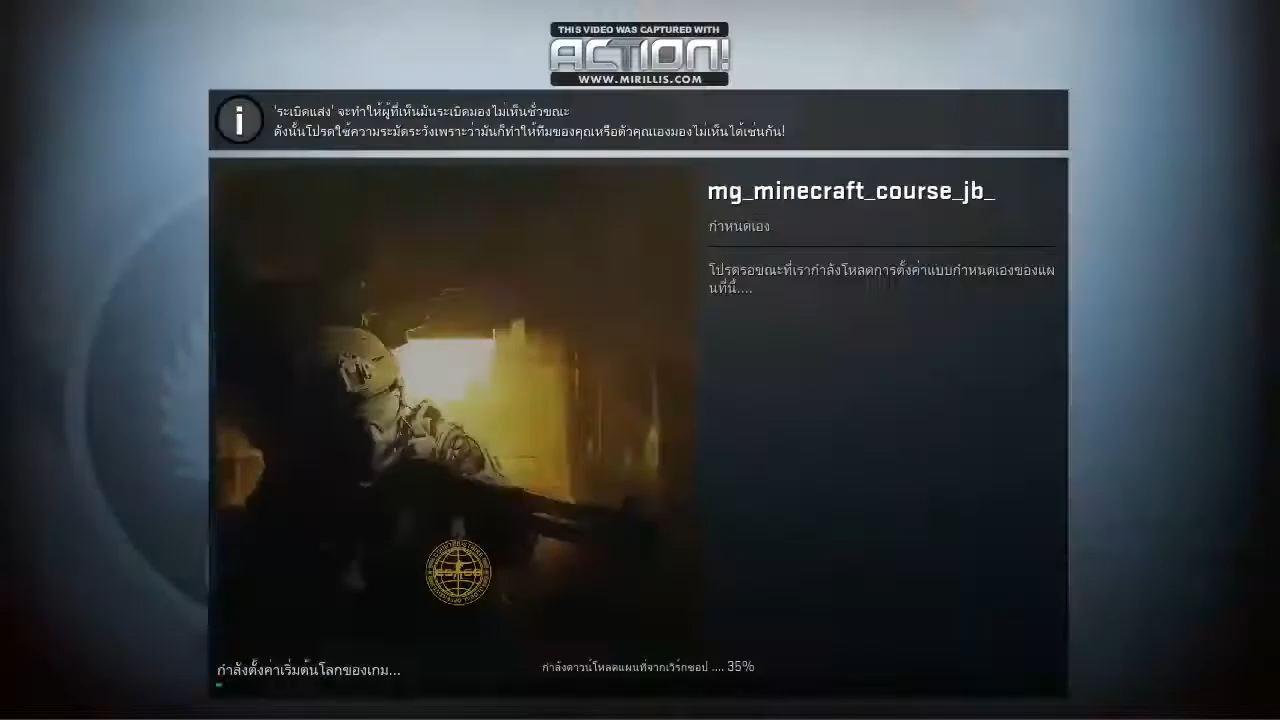 THIS VIDEO WAS CAPTURED WITH
ACTION!
WWW.MIRILLIS.COM
'ระเบิดแสง' จะทำให้ผู้ที่เห็นมันระเบิดมองไม่เห็นชั่วขณะ
ดังนั้นโปรดใช้ความระมัดระวังเพราะว่ามันก็ทำให้ทีมของคุณหรือตัวคุณเองมองไม่เห็นได้เช่นกัน!
mg_minecraft_course_jb_
กำหนดเอง
โปรดรอขณะที่เรากำลังโหลดการตั้งค่าแบบกำหนดเองของแผ
นที่นี้....
กำลังตั้งค่าเริ่มต้นโลกของเกม...
กำลังดาวน์โหลดแผนที่จากเวิร์กชอป .... 35%